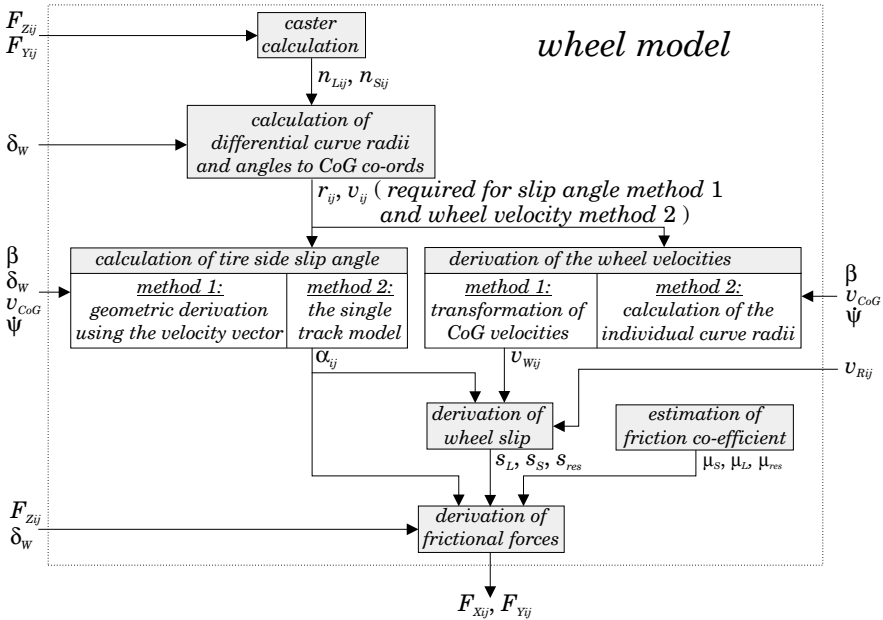 wheel model
F_Zij
F_Yij
caster
calculation
n_Lij, n_Sij
δ_W
calculation of
differential curve radii
and angles to CoG co-ords
r_ij, v_ij ( required for slip angle method 1
and wheel velocity method 2 )
β
δ_W
v_CoG
ψ̇
calculation of tire side slip angle
method 1:
geometric derivation
using the velocity vector
method 2:
the single
track model
derivation of the wheel velocities
method 1:
transformation of
CoG velocities
method 2:
calculation of the
individual curve radii
β
v_CoG
ψ̇
α_ij
v_Wij
v_Rij
derivation of
wheel slip
estimation of
friction co-efficient
s_L, s_S, s_res
μ_S, μ_L, μ_res
F_Zij
δ_W
derivation of
frictional forces
F_Xij, F_Yij